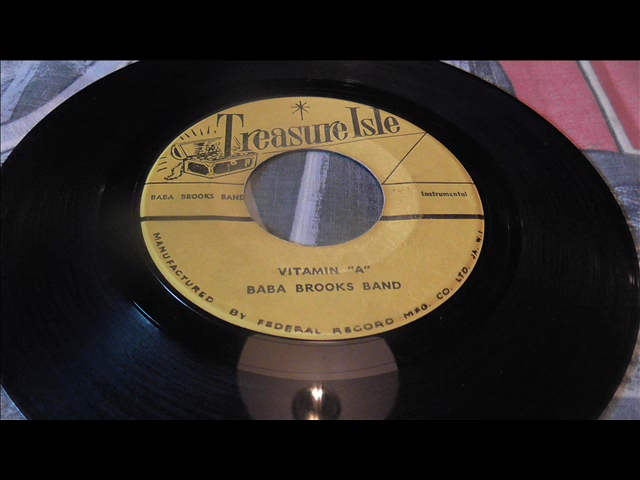 Treasure Isle
BABA BROOKS BAND
Instrumental
VITAMIN "A"
BABA BROOKS BAND
MANUFACTURED BY FEDERAL RECORD MFG. CO. LTD. JA. W.I